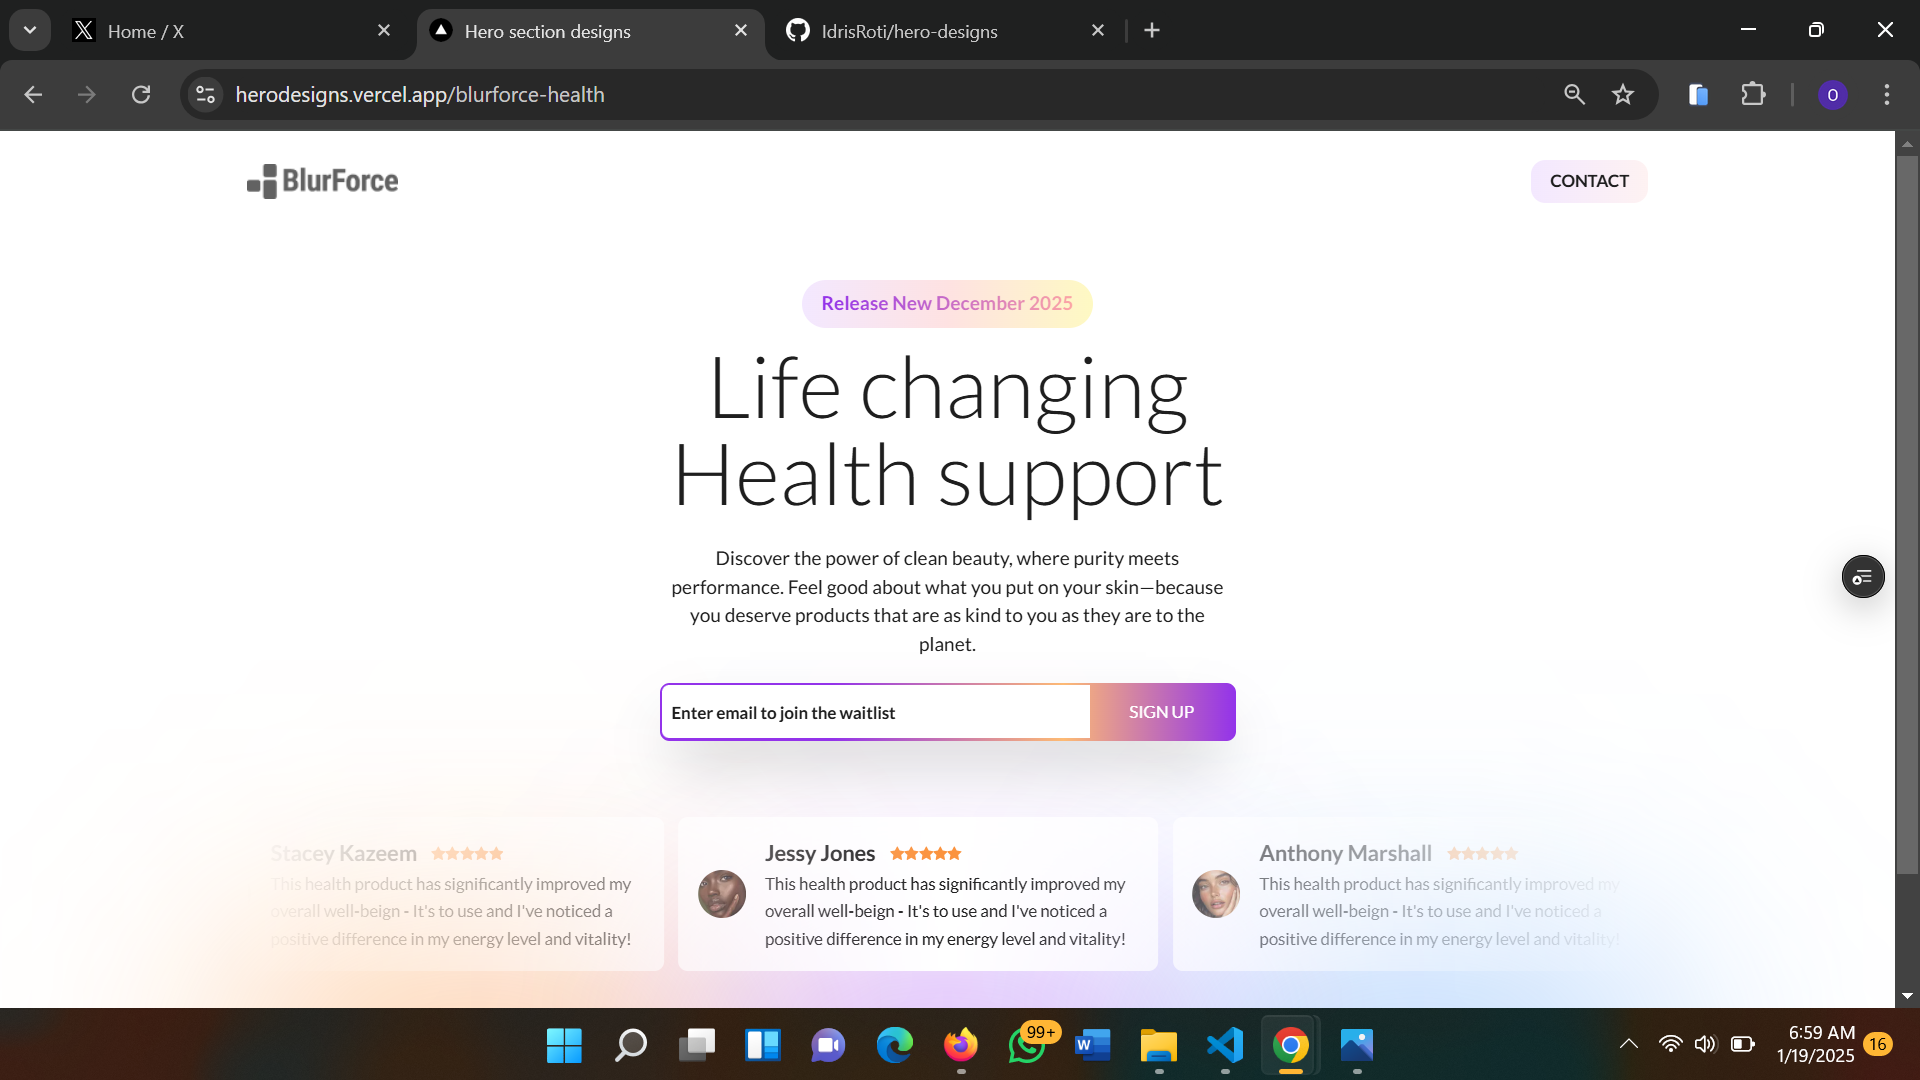 Home / X
Hero section designs
IdrisRoti/hero-designs
herodesigns.vercel.app/blurforce-health
O
BlurForce
CONTACT
Release New December 2025
Life changing
Health support
Discover the power of clean beauty, where purity meets
performance. Feel good about what you put on your skin—because
you deserve products that are as kind to you as they are to the
planet.
Enter email to join the waitlist
SIGN UP
Stacey Kazeem
This health product has significantly improved my
overall well-beign - It's to use and I've noticed a
positive difference in my energy level and vitality!
Jessy Jones
This health product has significantly improved my
overall well-beign - It's to use and I've noticed a
positive difference in my energy level and vitality!
Anthony Marshall
This health product has significantly improved my
overall well-beign - It's to use and I've noticed a
positive difference in my energy level and vitality!
99+
W
6:59 AM
1/19/2025
16